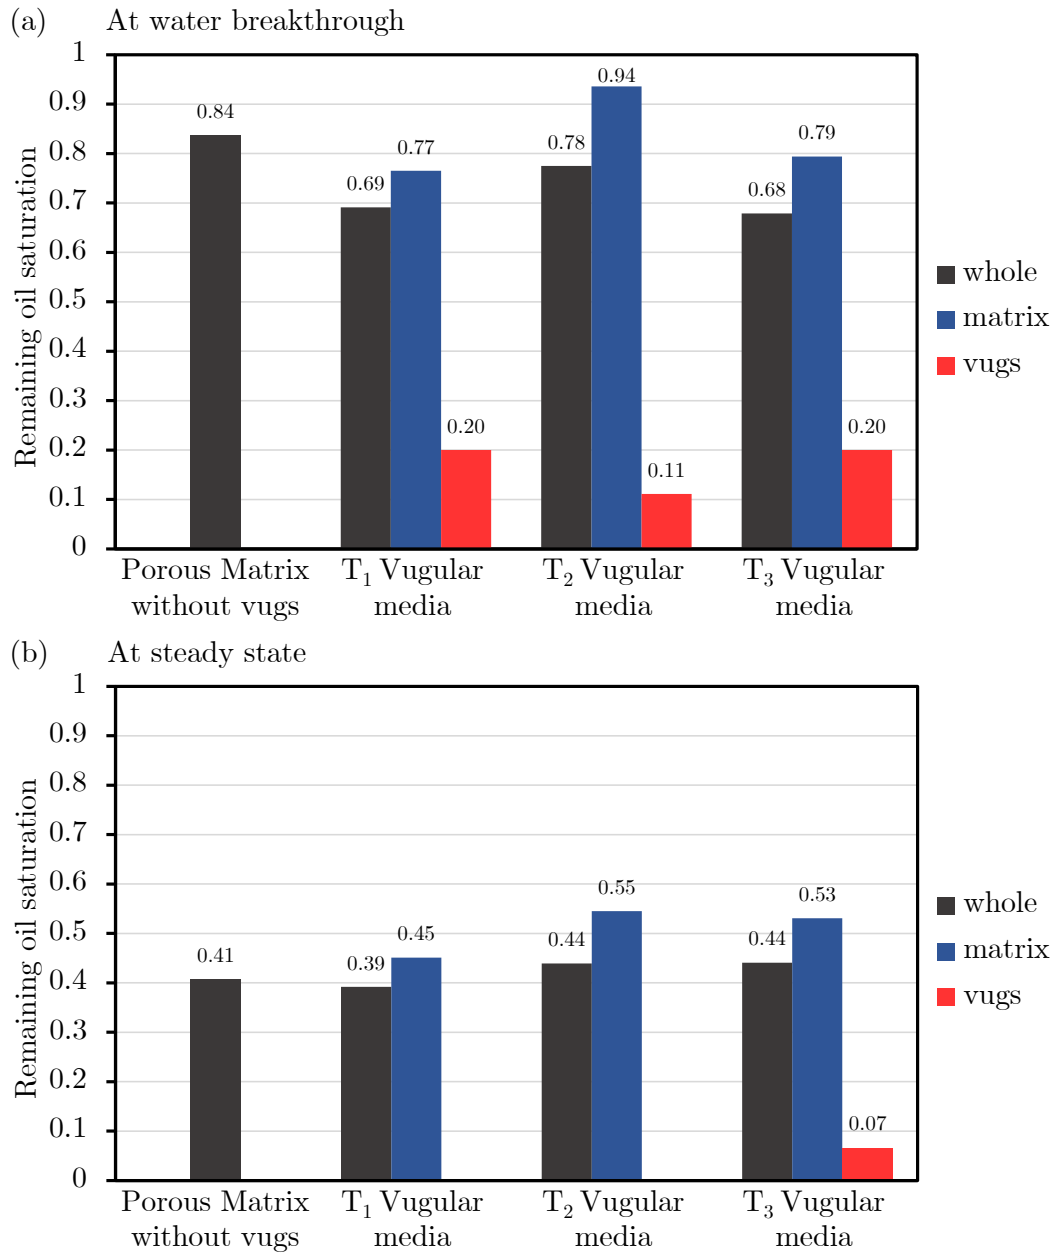 (a) At water breakthrough
Remaining oil saturation
1
0.9
0.8
0.7
0.6
0.5
0.4
0.3
0.2
0.1
0
0.84
0.69
0.77
0.20
0.78
0.94
0.11
0.68
0.79
0.20
Porous Matrix
without vugs
T₁ Vugular
media
T₂ Vugular
media
T₃ Vugular
media
whole
matrix
vugs
(b) At steady state
Remaining oil saturation
1
0.9
0.8
0.7
0.6
0.5
0.4
0.3
0.2
0.1
0
0.41
0.39
0.45
0.44
0.55
0.44
0.53
0.07
Porous Matrix
without vugs
T₁ Vugular
media
T₂ Vugular
media
T₃ Vugular
media
whole
matrix
vugs